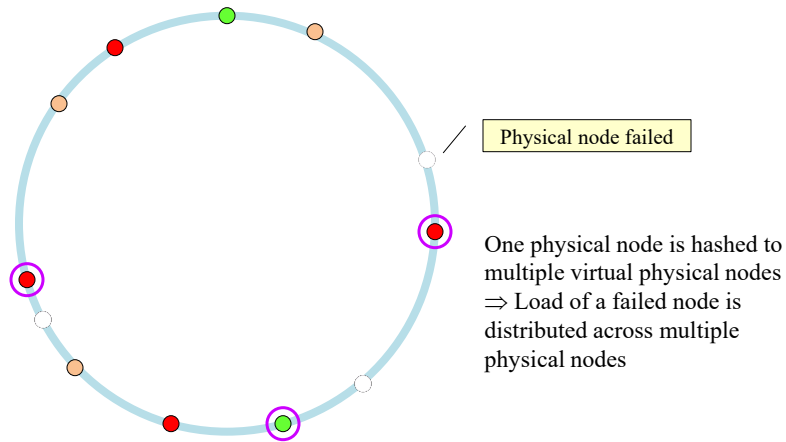 Physical node failed
One physical node is hashed to
multiple virtual physical nodes
⇒ Load of a failed node is
distributed across multiple
physical nodes